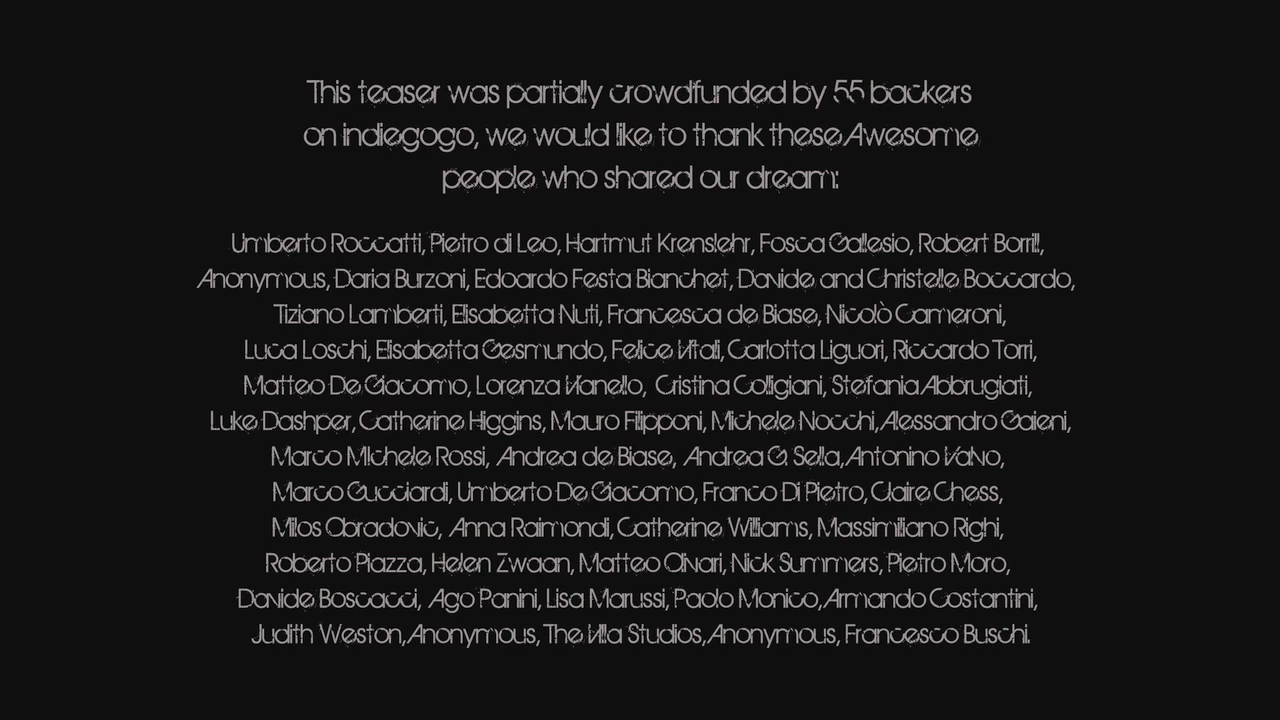 This teaser was partially crowdfunded by 55 backers
on indiegogo, we would like to thank these Awesome
people who shared our dream:
Umberto Roccatti, Pietro di Leo, Hartmut Krenslehr, Fosca Gallesio, Robert Borrill,
Anonymous, Daria Burzoni, Edoardo Festa Bianchet, Davide and Christelle Boccardo,
Tiziano Lamberti, Elisabetta Nuti, Francesca de Biase, Nicolò Cameroni,
Luca Loschi, Elisabetta Gesmundo, Felice Vitali, Carlotta Liguori, Riccardo Torri,
Matteo De Giacomo, Lorenza Vianello, Cristina Colligiani, Stefania Abbrugiati,
Luke Dashper, Catherine Higgins, Mauro Filipponi, Michele Nocchi, Alessandro Gaieni,
Marco MIchele Rossi, Andrea de Biase, Andrea G. Sella, Antonino
Marco Gucciardi, Umberto De Giacomo, Franco Di Pietro, Claire Chess,
Milos Obradovic, Anna Raimondi, Catherine Williams, Massimiliano Righi,
Roberto Piazza, Helen Zwaan, Matteo Olivari, Nick Summers, Pietro Moro,
Davide Boscacci, Ago Panini, Lisa Marussi, Paolo Monico, Armando Costantini,
Judith Weston, Anonymous, The Villa Studios, Anonymous, Francesco Buschi.